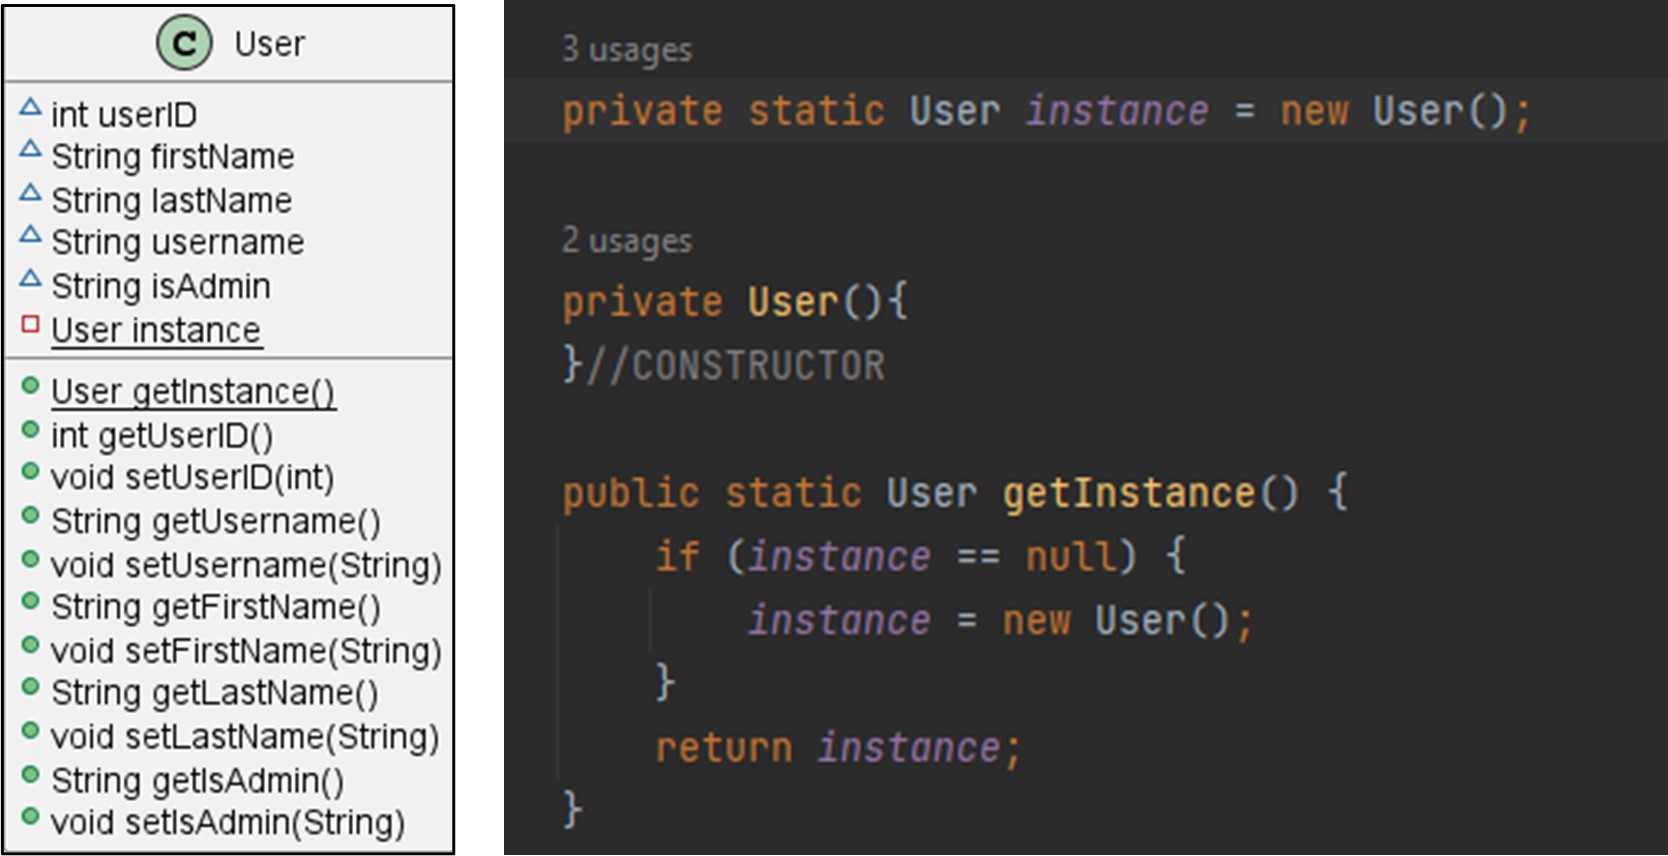 C User
int userID
String firstName
String lastName
String username
String isAdmin
User instance
User getInstance()
int getUserID()
void setUserID(int)
String getUsername()
void setUsername(String)
String getFirstName()
void setFirstName(String)
String getLastName()
void setLastName(String)
String getIsAdmin()
void setIsAdmin(String)
3 usages
private static User instance = new User();
2 usages
private User(){
}//CONSTRUCTOR
public static User getInstance() {
if (instance == null) {
instance = new User();
}
return instance;
}